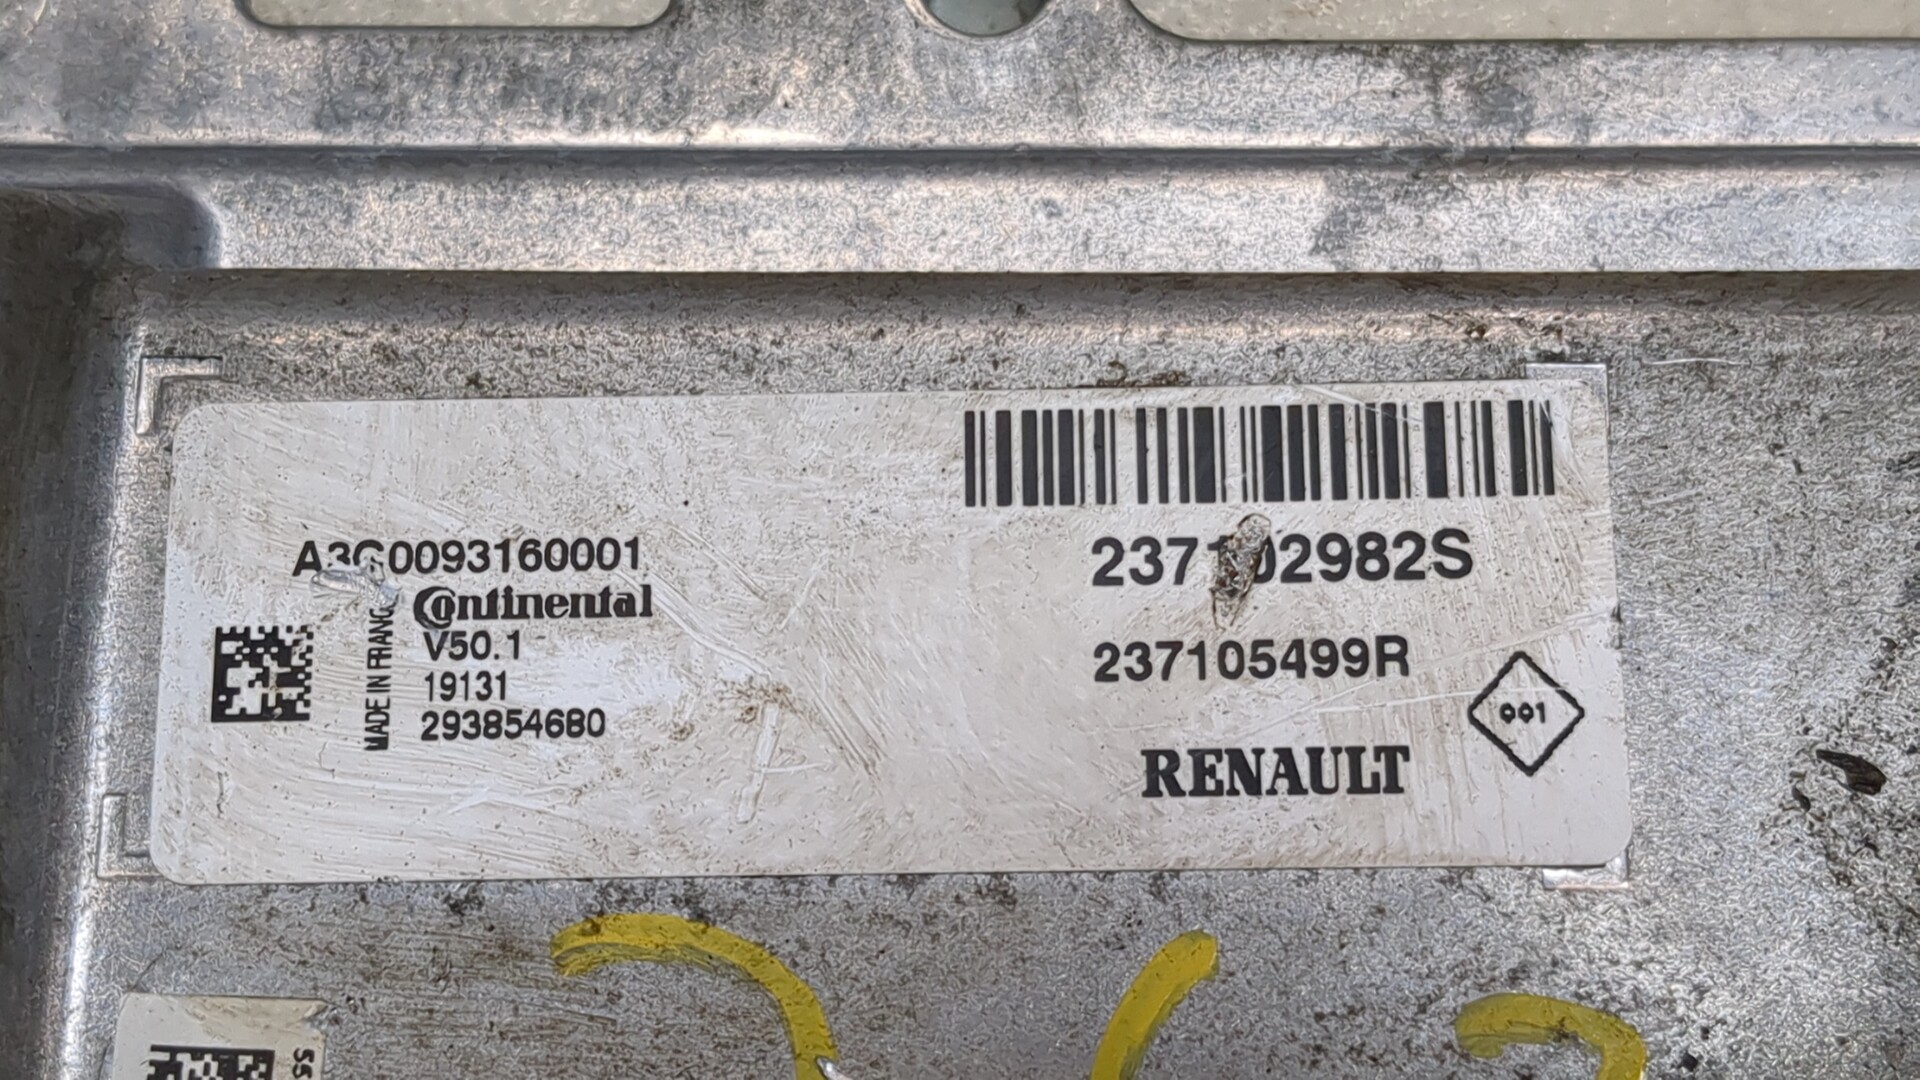 A3C0093160001
Continental
V50.1
19131
293854680
MADE IN FRANCE
237102982S
237105499R
001
RENAULT